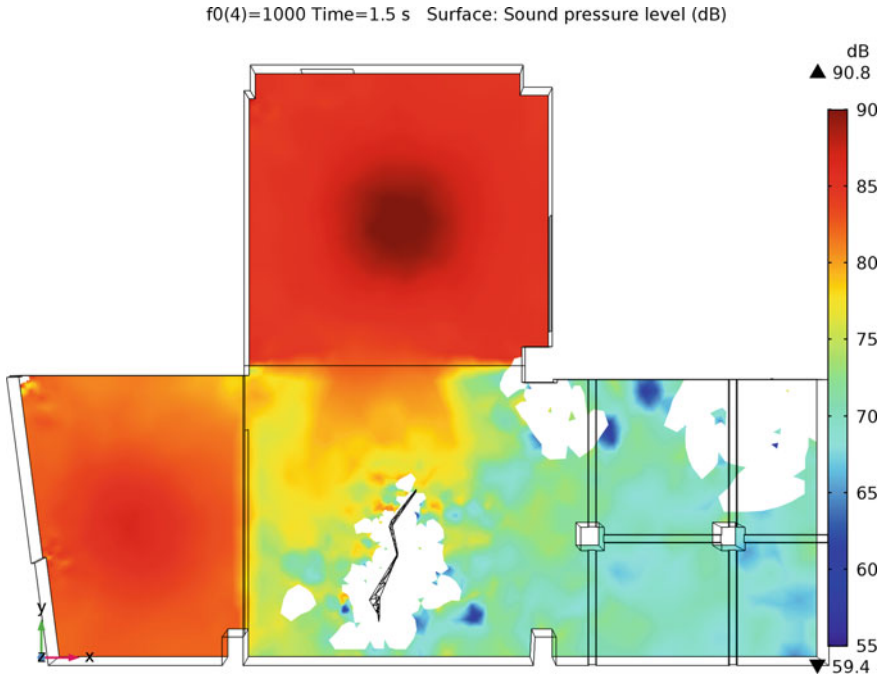 f0(4)=1000 Time=1.5 s   Surface: Sound pressure level (dB)
dB
▲ 90.8
90
85
80
75
70
65
60
55
▼ 59.4
y
z x